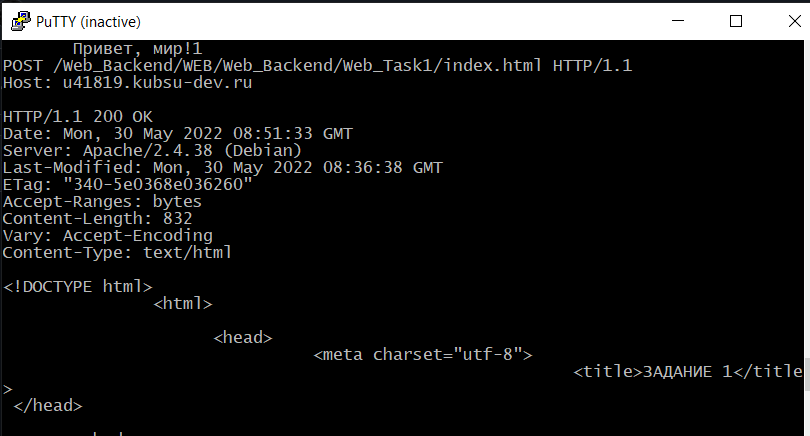 PuTTY (inactive)
Привет, мир!1
POST /Web_Backend/WEB/Web_Backend/Web_Task1/index.html HTTP/1.1
Host: u41819.kubsu-dev.ru
HTTP/1.1 200 OK
Date: Mon, 30 May 2022 08:51:33 GMT
Server: Apache/2.4.38 (Debian)
Last-Modified: Mon, 30 May 2022 08:36:38 GMT
ETag: "340-5e0368e036260"
Accept-Ranges: bytes
Content-Length: 832
Vary: Accept-Encoding
Content-Type: text/html
<!DOCTYPE html>
<html>
<head>
<meta charset="utf-8">
<title>ЗАДАНИЕ 1</title
>
</head>